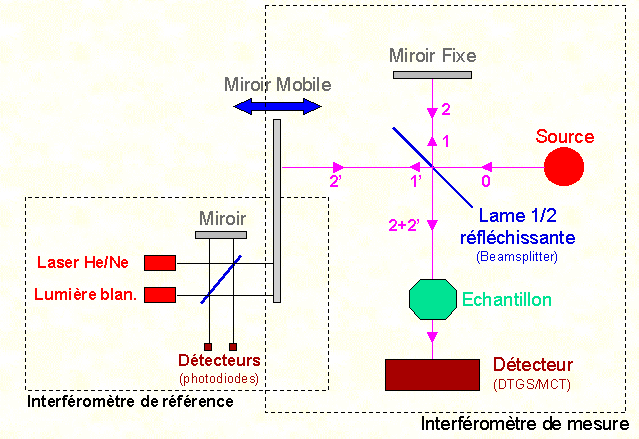 Miroir Fixe
Miroir Mobile
2
1
Source
2'
1'
0
Miroir
2+2'
Lame 1/2
réfléchissante
(Beamsplitter)
Laser He/Ne
Lumière blan.
Echantillon
Détecteurs
(photodiodes)
Détecteur
(DTGS/MCT)
Interféromètre de référence
Interféromètre de mesure